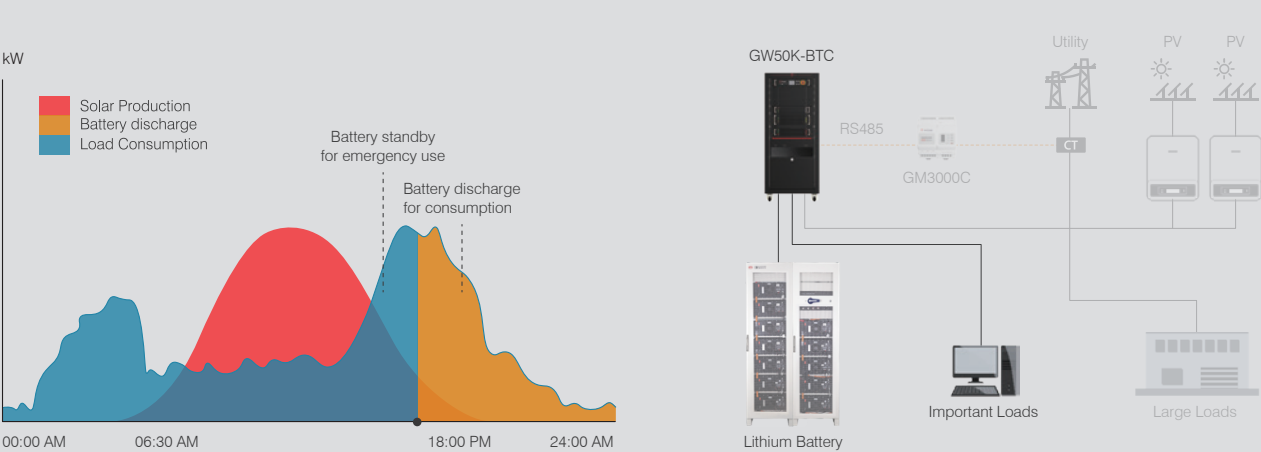 kW
Solar Production
Battery discharge
Load Consumption
Battery standby
for emergency use
Battery discharge
for consumption
00:00 AM
06:30 AM
18:00 PM
24:00 AM
GW50K-BTC
Utility
PV
PV
RS485
CT
GM3000C
Important Loads
Large Loads
Lithium Battery